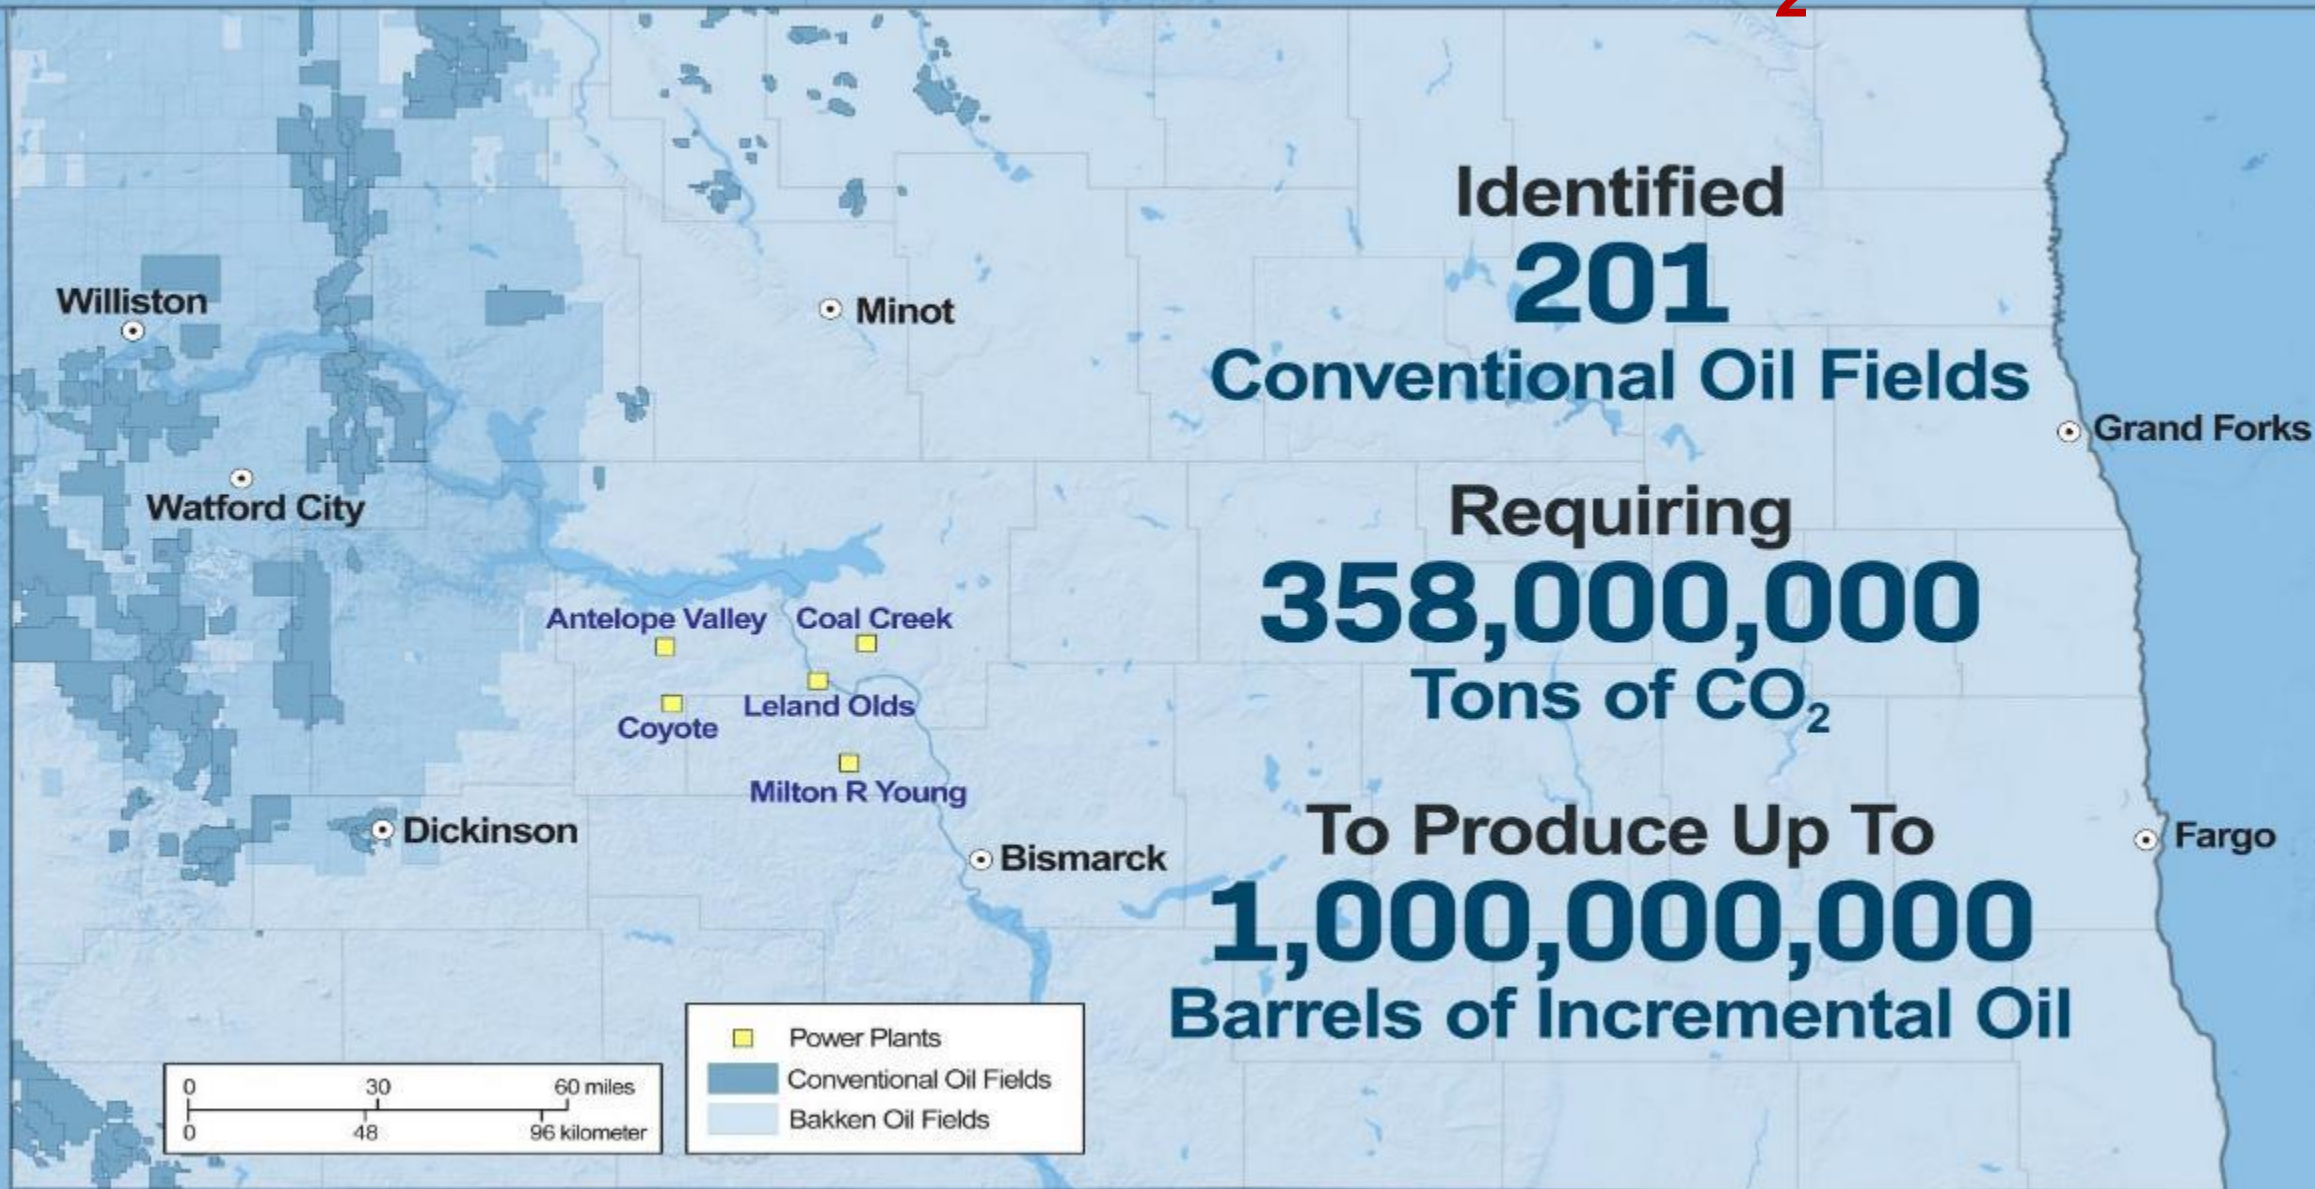 2
Identified
201
Conventional Oil Fields
Requiring
358,000,000
Tons of CO₂
To Produce Up To
1,000,000,000
Barrels of Incremental Oil
Williston
Minot
Grand Forks
Watford City
Antelope Valley
Coal Creek
Leland Olds
Coyote
Milton R Young
Dickinson
Bismarck
Fargo
0 30 60 miles
0 48 96 kilometer
Power Plants
Conventional Oil Fields
Bakken Oil Fields